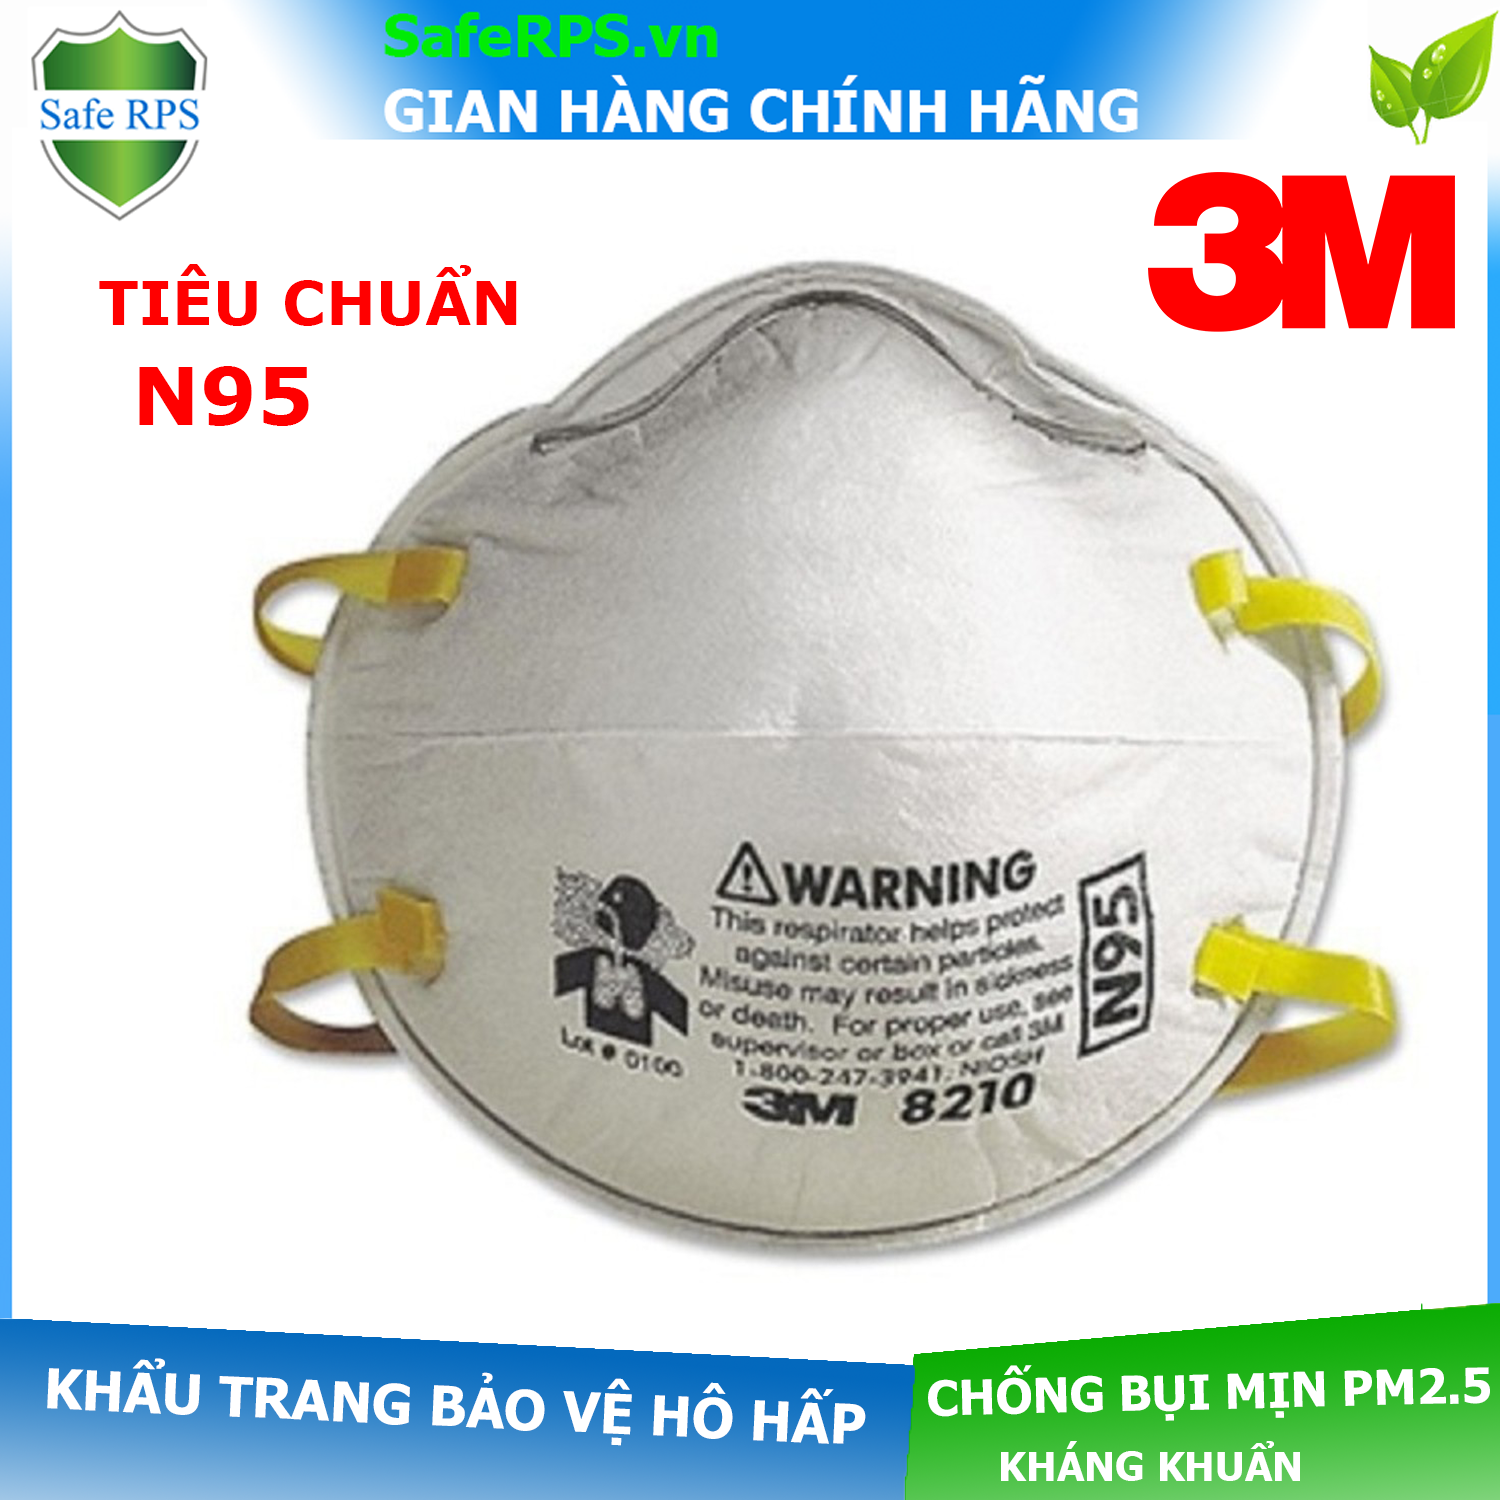 SafeRPS.vn
GIAN HÀNG CHÍNH HÃNG
Safe RPS
3M
TIÊU CHUẨN
N95
WARNING
This respirator helps protect
against certain particles.
Misuse may result in sickness
or death. For proper use, see
supervisor or box or call 3M
1-800-247-3941, NIOSH
3M 8210
N95
Lot # 0100
KHẨU TRANG BẢO VỆ HÔ HẤP
CHỐNG BỤI MỊN PM2.5
KHÁNG KHUẨN